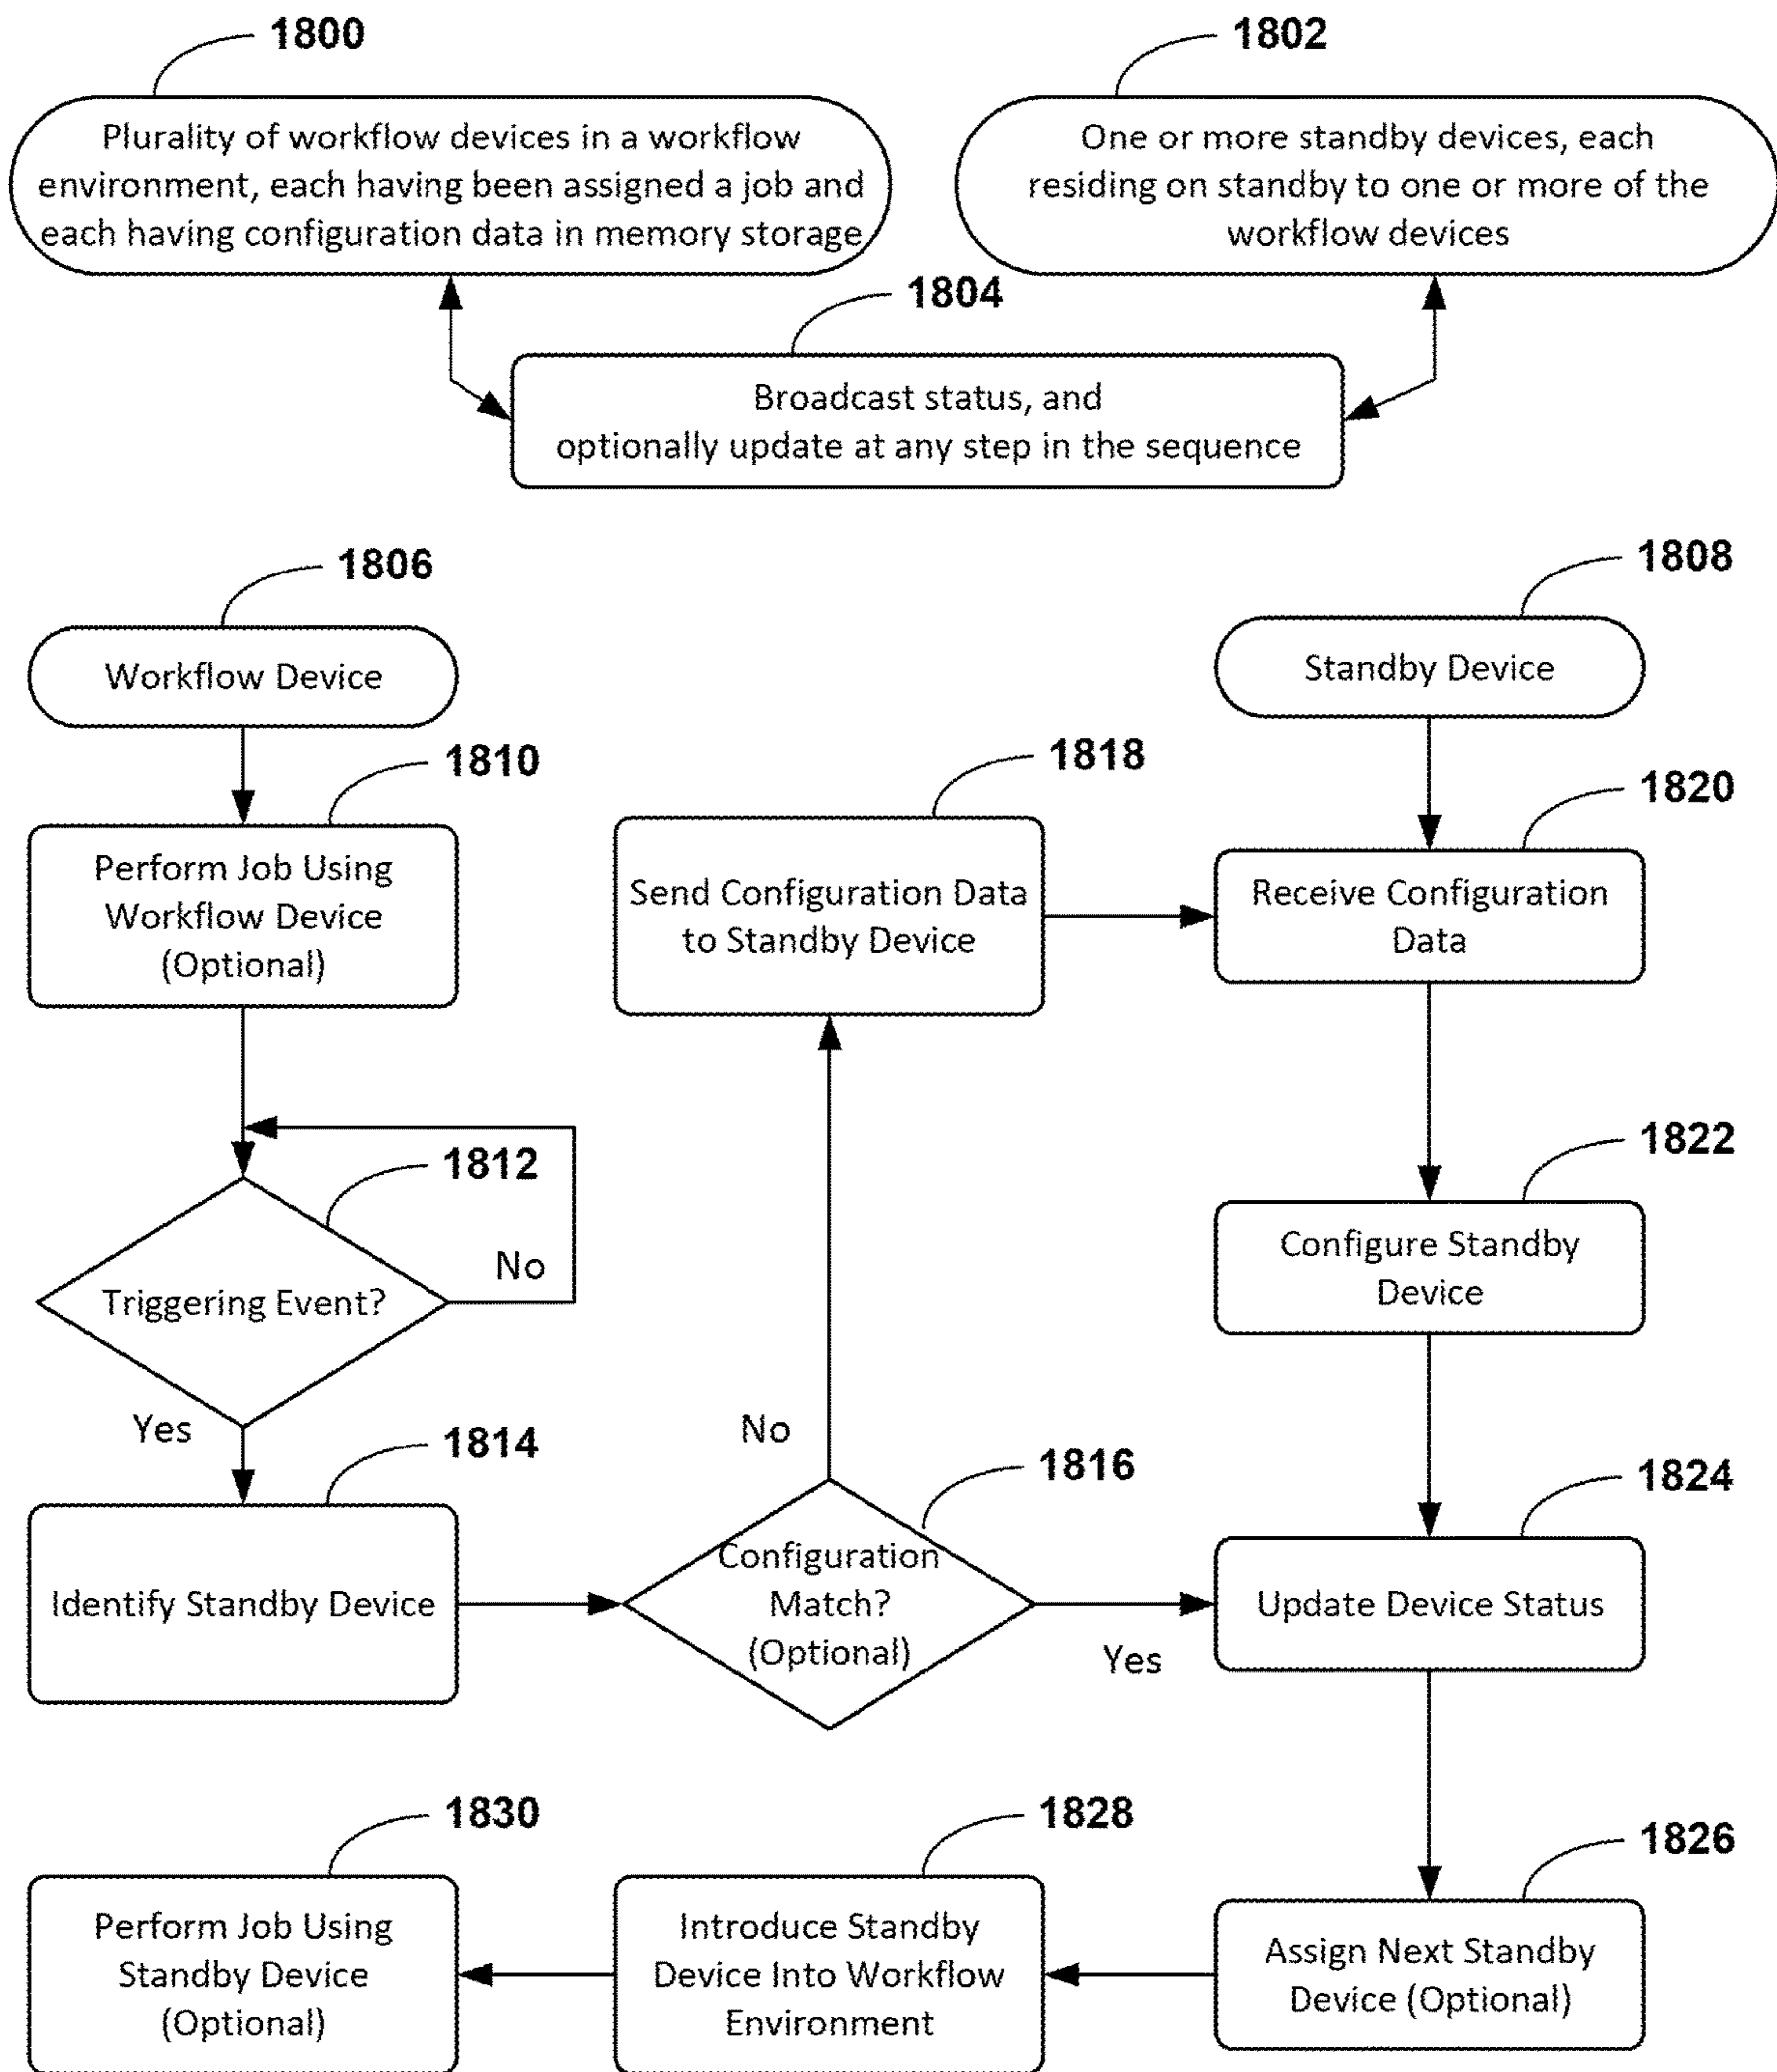 1800
Plurality of workflow devices in a workflow
environment, each having been assigned a job and
each having configuration data in memory storage
1802
One or more standby devices, each
residing on standby to one or more of the
workflow devices
1804
Broadcast status, and
optionally update at any step in the sequence
1806
Workflow Device
1808
Standby Device
1810
Perform Job Using
Workflow Device
(Optional)
1818
Send Configuration Data
to Standby Device
1820
Receive Configuration
Data
1812
Triggering Event?
No
Yes
1822
Configure Standby
Device
1814
Identify Standby Device
No
1816
Configuration
Match?
(Optional)
Yes
1824
Update Device Status
1830
Perform Job Using
Standby Device
(Optional)
1828
Introduce Standby
Device Into Workflow
Environment
1826
Assign Next Standby
Device (Optional)